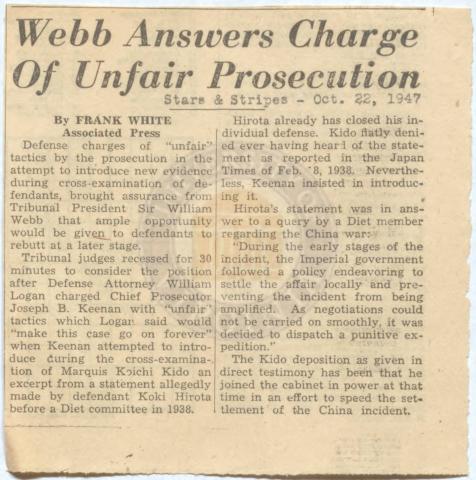 Webb Answers Charge
Of Unfair Prosecution
Stars & Stripes - Oct. 22, 1947
By FRANK WHITE
Associated Press
Defense charges of "unfair"
tactics by the prosecution in the
attempt to introduce new evidence
during cross-examination of de-
fendants, brought assurance from
Tribunal President Sir William
Webb that ample opportunity
would be given to defendants to
rebutt at a later stage.
Tribunal judges recessed for 30
minutes to consider the position
after Defense Attorney William
Logan charged Chief Prosecutor
Joseph B. Keenan with "unfair"
tactics which Logan said would
"make this case go on forever"
when Keenan attempted to intro-
duce during the cross-examina-
tion of Marquis Koichi Kido an
excerpt from a statement allegedly
made by defendant Koki Hirota
before a Diet committee in 1938.
Hirota already has closed his in-
dividual defense. Kido flatly deni-
ed ever having heard of the state-
ment as reported in the Japan
Times of Feb. 8, 1938. Neverthe-
less, Keenan insisted in introduc-
ing it.
Hirota's statement was in an-
swer to a query by a Diet member
regarding the China war:
"During the early stages of the
incident, the Imperial government
followed a policy endeavoring to
settle the affair locally and pre-
venting the incident from being
amplified. As negotiations could
not be carried on smoothly, it was
decided to dispatch a punitive ex-
pedition."
The Kido deposition as given in
direct testimony has been that he
joined the cabinet in power at that
time in an effort to speed the set-
tlement of the China incident.